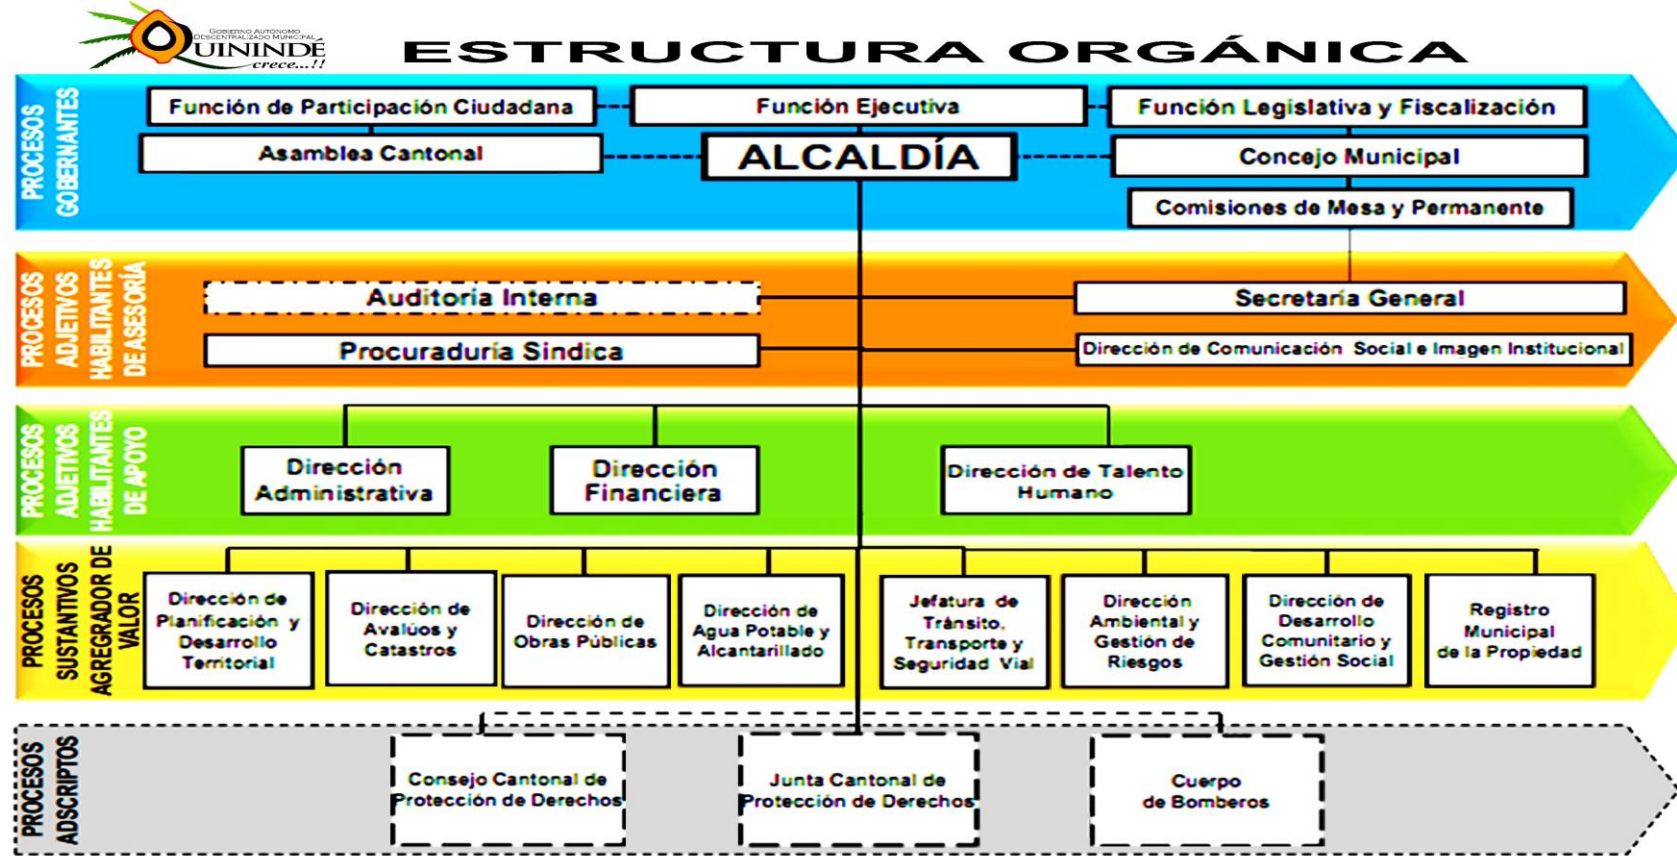 GOBIERNO AUTÓNOMO
DESCENTRALIZADO MUNICIPAL
QUININDÉ
crece...!!
ESTRUCTURA ORGÁNICA
PROCESOS
GOBERNANTES
Función de Participación Ciudadana
Función Ejecutiva
Función Legislativa y Fiscalización
Asamblea Cantonal
ALCALDÍA
Concejo Municipal
Comisiones de Mesa y Permanente
PROCESOS
ADJETIVOS
HABILITANTES
DE ASESORÍA
Auditoria Interna
Secretaría General
Procuraduría Sindica
Dirección de Comunicación Social e Imagen Institucional
PROCESOS
ADJETIVOS
HABILITANTES
DE APOYO
Dirección
Administrativa
Dirección
Financiera
Dirección de Talento
Humano
PROCESOS
SUSTANTIVOS
AGREGRADOR DE
VALOR
Dirección de
Planificación y
Desarrollo
Territorial
Dirección de
Avalúos y
Catastros
Dirección de
Obras Públicas
Dirección de
Agua Potable y
Alcantarillado
Jefatura de
Trànsito,
Transporte y
Seguridad Vial
Dirección
Ambiental y
Gestión de
Riesgos
Dirección de
Desarrollo
Comunitario y
Gestión Social
Registro
Municipal
de la Propiedad
PROCESOS
ADSCRIPTOS
Consejo Cantonal de
Protección de Derechos
Junta Cantonal de
Protección de Derechos
Cuerpo
de Bomberos